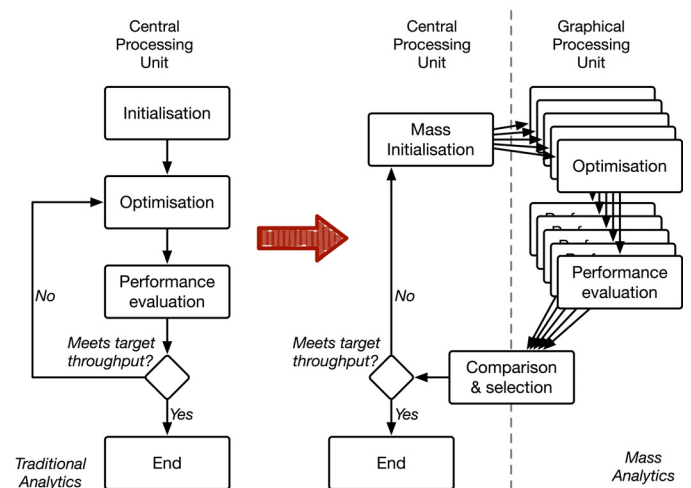 Central
Processing
Unit
Initialisation
Optimisation
Performance
evaluation
No
Meets target
throughput?
Yes
End
Traditional
Analytics
Central
Processing
Unit
Graphical
Processing
Unit
Mass
Initialisation
Optimisation
Performance
evaluation
No
Meets target
throughput?
Comparison
& selection
Yes
End
Mass
Analytics